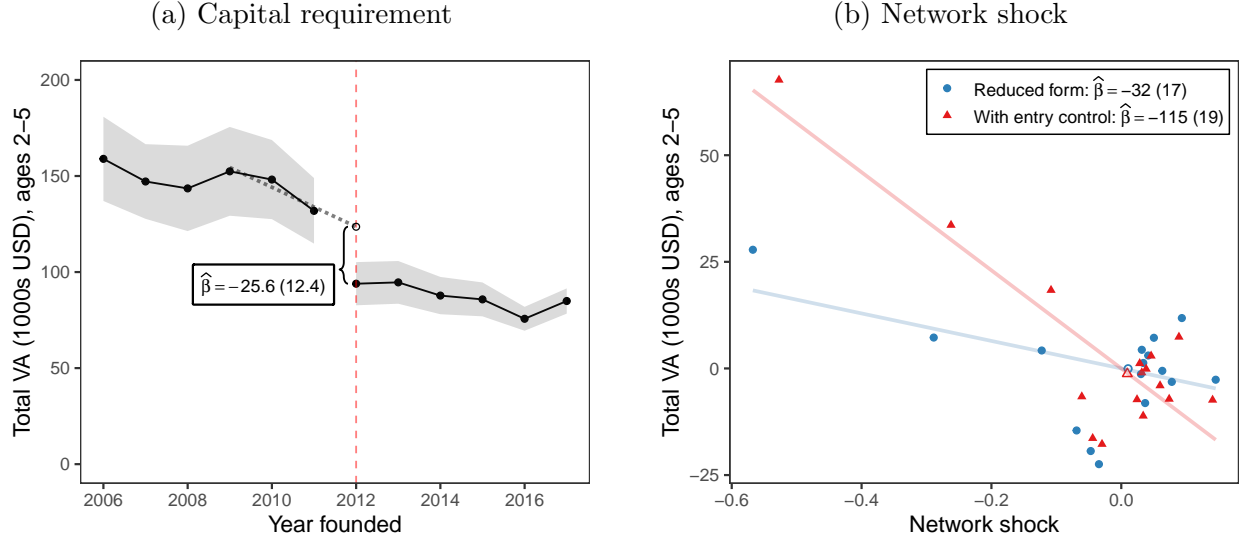 (a) Capital requirement
Total VA (1000s USD), ages 2−5
200
150
100
50
0
β̂ = −25.6 (12.4)
2006
2008
2010
2012
2014
2016
Year founded
(b) Network shock
Total VA (1000s USD), ages 2−5
50
25
0
−25
Reduced form: β̂ = −32 (17)
With entry control: β̂ = −115 (19)
−0.6
−0.4
−0.2
0.0
Network shock